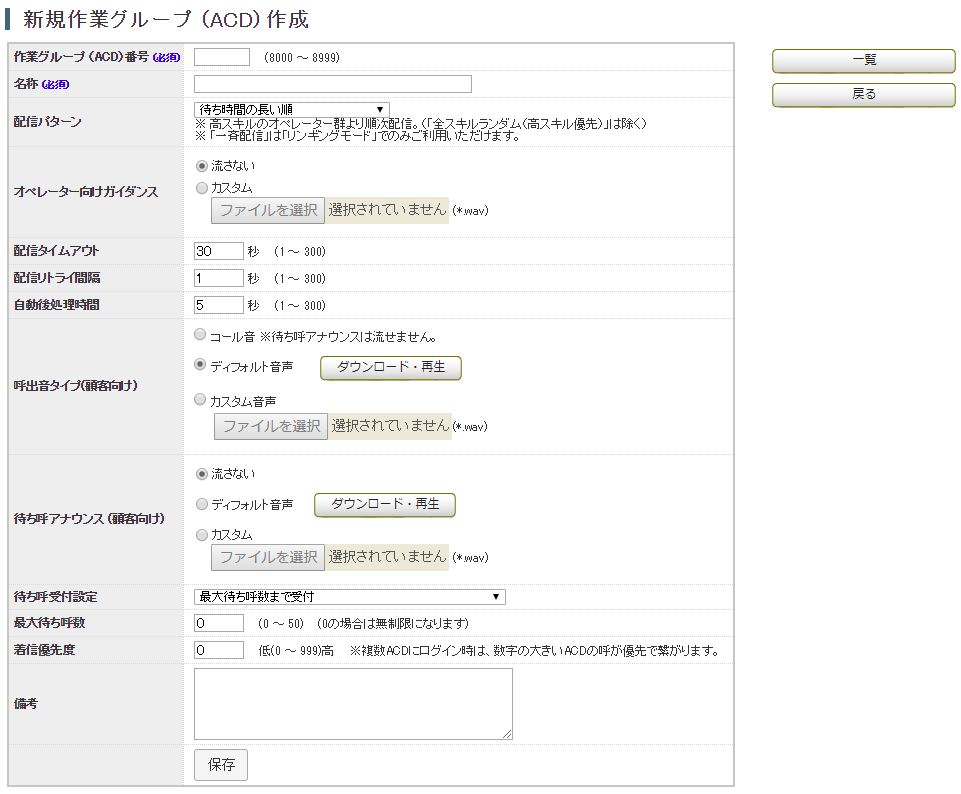 新規作業グループ（ACD）作成
作業グループ（ACD）番号 (必須) （8000 ～ 8999）
名称 (必須)
配信パターン 待ち時間の長い順
※ 高スキルのオペレーター群より順次配信。（「全スキルランダム（高スキル優先）」は除く）
※ 「一斉配信」は「リンギングモード」でのみご利用いただけます。
オペレーター向けガイダンス
流さない
カスタム
ファイルを選択 選択されていません (*.wav)
配信タイムアウト 30 秒 （1 ～ 300）
配信リトライ間隔 1 秒 （1 ～ 300）
自動後処理時間 5 秒 （1 ～ 300）
呼出音タイプ(顧客向け)
コール音 ※待ち呼アナウンスは流せません。
ディフォルト音声 ダウンロード・再生
カスタム音声
ファイルを選択 選択されていません (*.wav)
待ち呼アナウンス (顧客向け)
流さない
ディフォルト音声 ダウンロード・再生
カスタム
ファイルを選択 選択されていません (*.wav)
待ち呼受付設定 最大待ち呼数まで受付
最大待ち呼数 0 （0 ～ 50） （0の場合は無制限になります）
着信優先度 0 低(0 ～ 999)高 ※複数ACDにログイン時は、数字の大きいACDの呼が優先で繋がります。
備考
保存
一覧
戻る